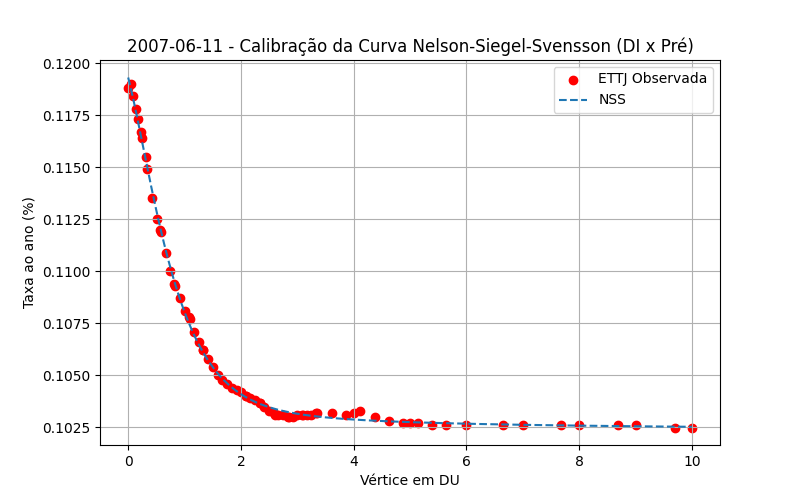 2007-06-11 - Calibração da Curva Nelson-Siegel-Svensson (DI x Pré)
0.1200
0.1175
0.1150
0.1125
0.1100
0.1075
0.1050
0.1025
Taxa ao ano (%)
ETTJ Observada
NSS
0 2 4 6 8 10
Vértice em DU